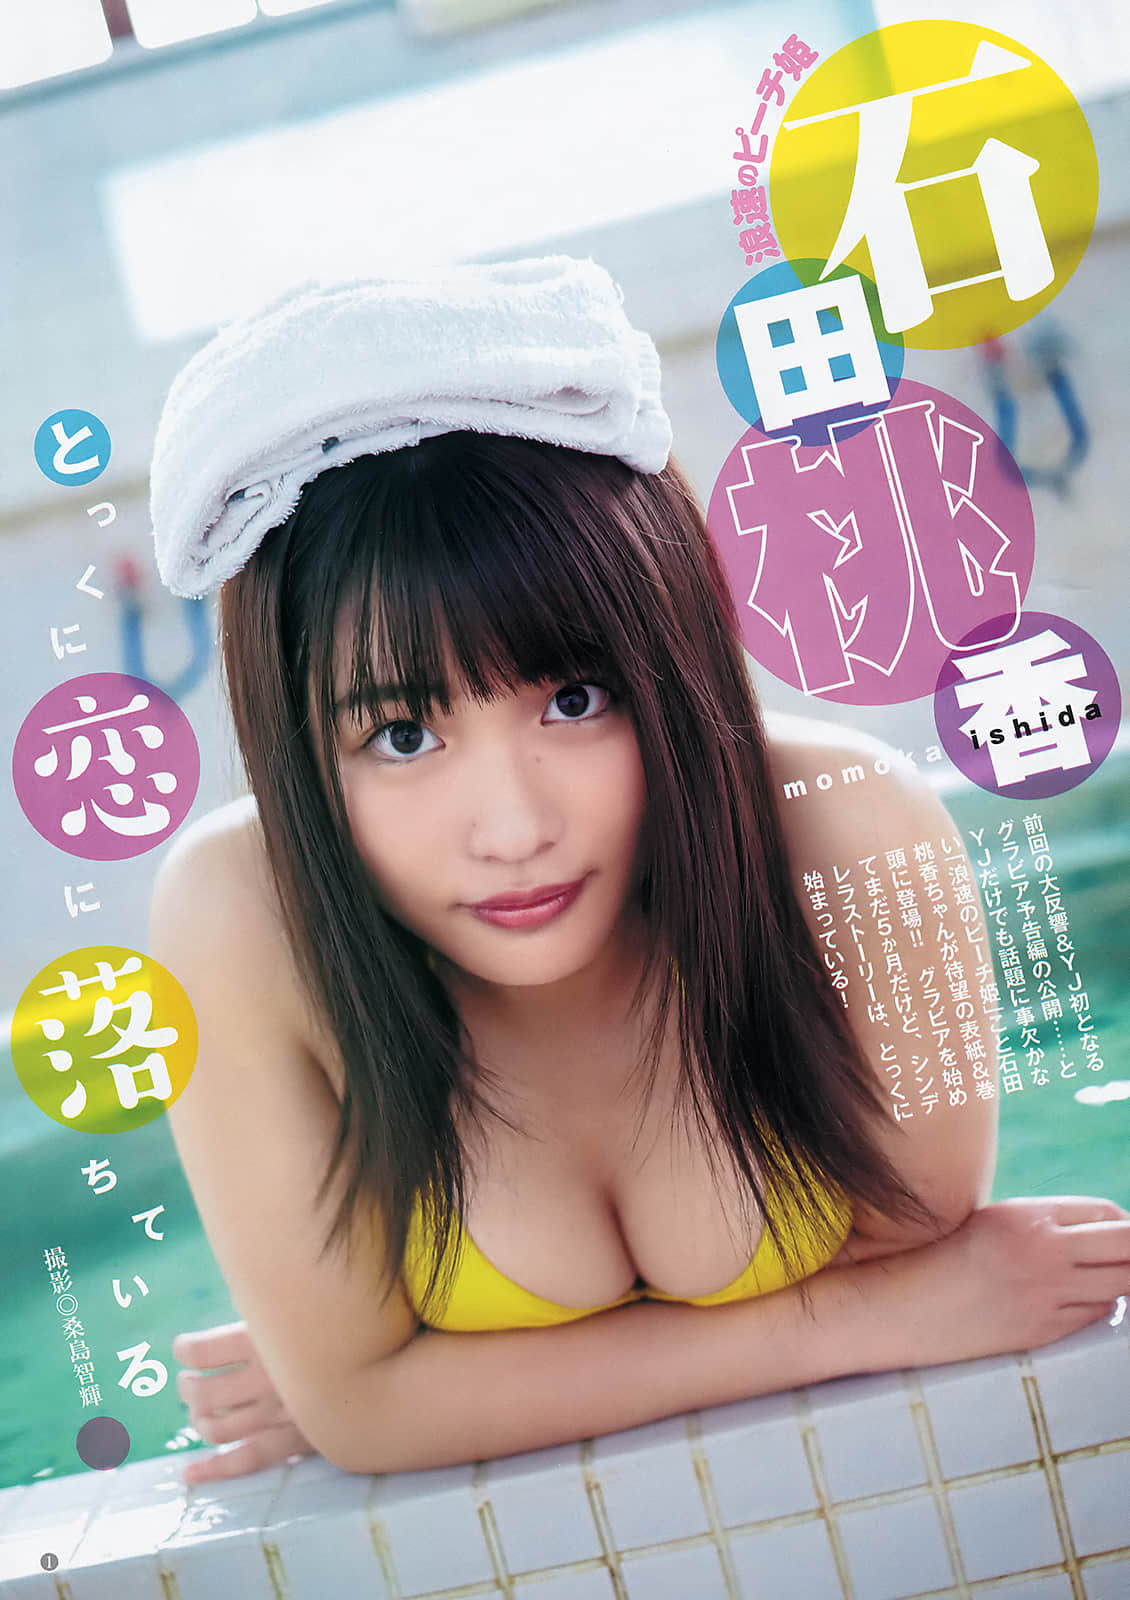 浪速のピーチ姫
石田桃香
momoka ishida
前回の大反響&YJ初となる
グラビア予告編の公開……と
YJだけでも話題に事欠かな
い「浪速のピーチ姫」こと石田
桃香ちゃんが待望の表紙&巻
頭に登場!! グラビアを始め
てまだ5か月だけど、シンデ
レラストーリーは、とっくに
始まっている!
とっくに恋に落ちている
撮影◎桑島智輝
1